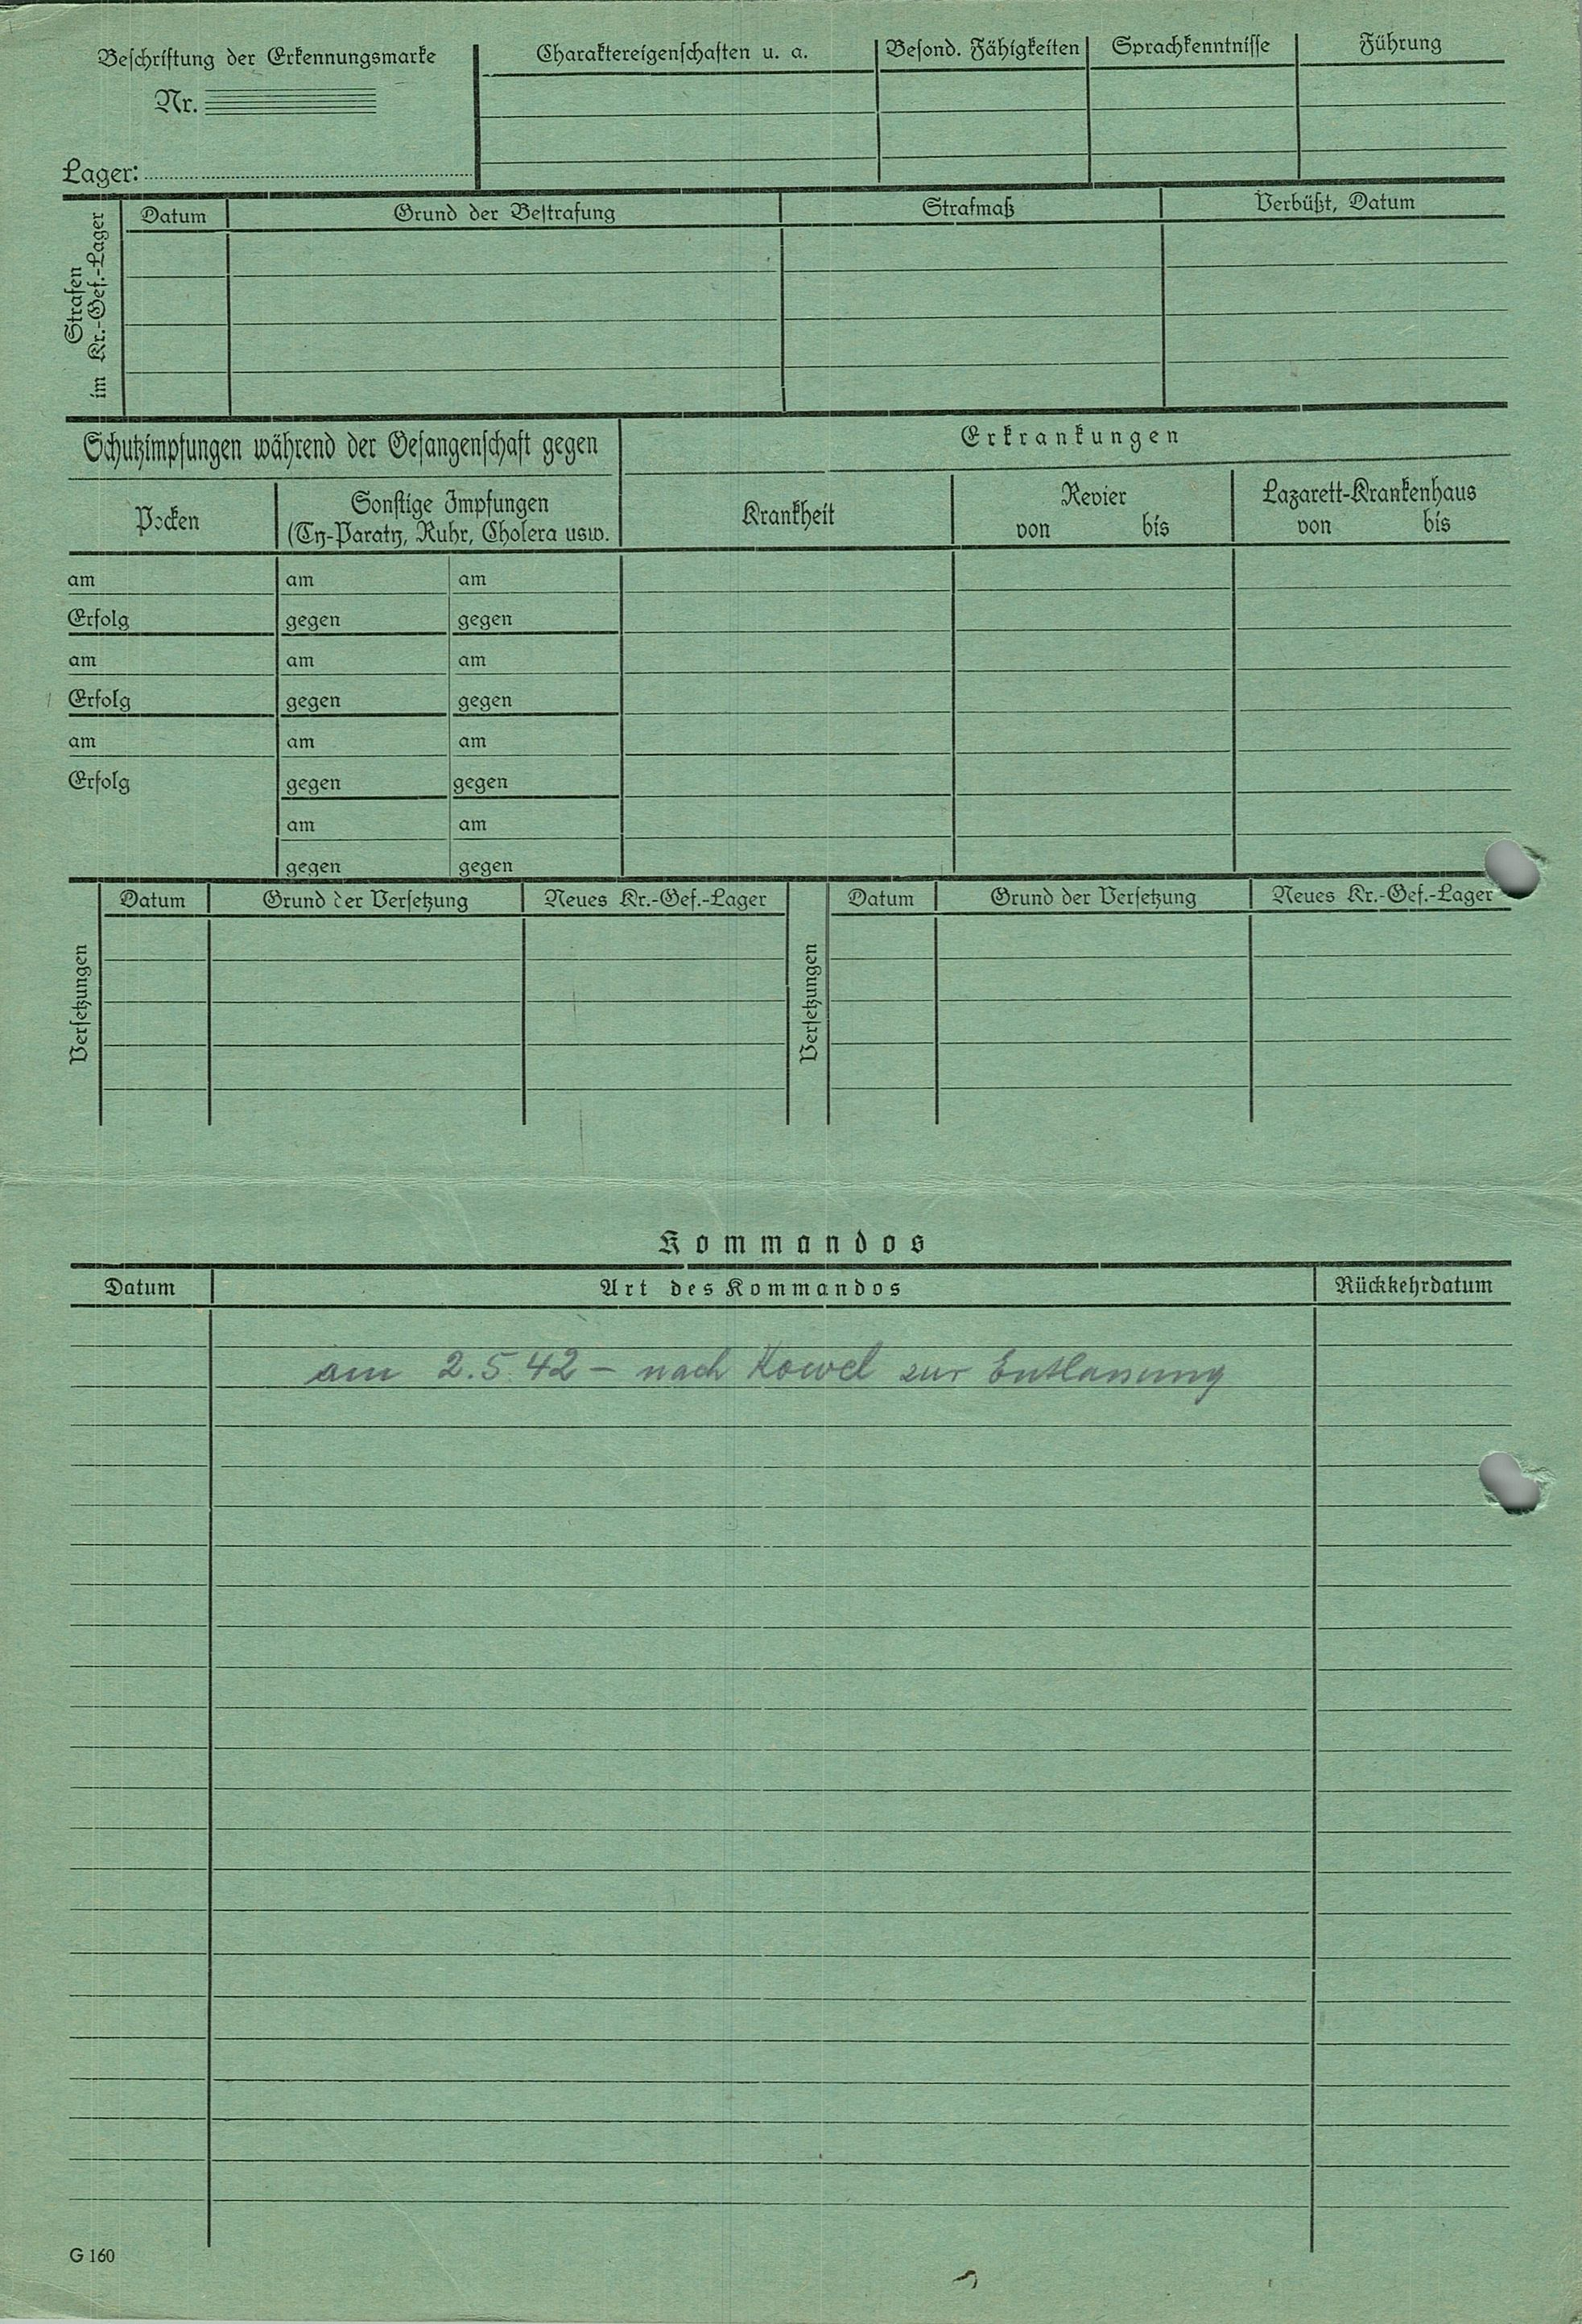 Beschriftung der Erkennungsmarke
Nr.
Lager:
Charaktereigenschaften u. a.
Besond. Fähigkeiten
Sprachkenntnisse
Führung
Strafen
im Kr.-Gef.-Lager
Datum
Grund der Bestrafung
Strafmaß
Verbüßt, Datum
Schutzimpfungen während der Gefangenschaft gegen
Pocken
Sonstige Impfungen
(Ty-Paraty, Ruhr, Cholera usw.
Erkrankungen
Krankheit
Revier
von bis
Lazarett-Krankenhaus
von bis
am am am
Erfolg gegen gegen
am am am
Erfolg gegen gegen
am am am
Erfolg gegen gegen
am am
gegen gegen
Versetzungen
Datum
Grund der Versetzung
Neues Kr.-Gef.-Lager
Versetzungen
Datum
Grund der Versetzung
Neues Kr.-Gef.-Lager
Kommandos
Datum
Art des Kommandos
Rückkehrdatum
am 2.5.42 - nach Kowel zur Entlassung
G 160